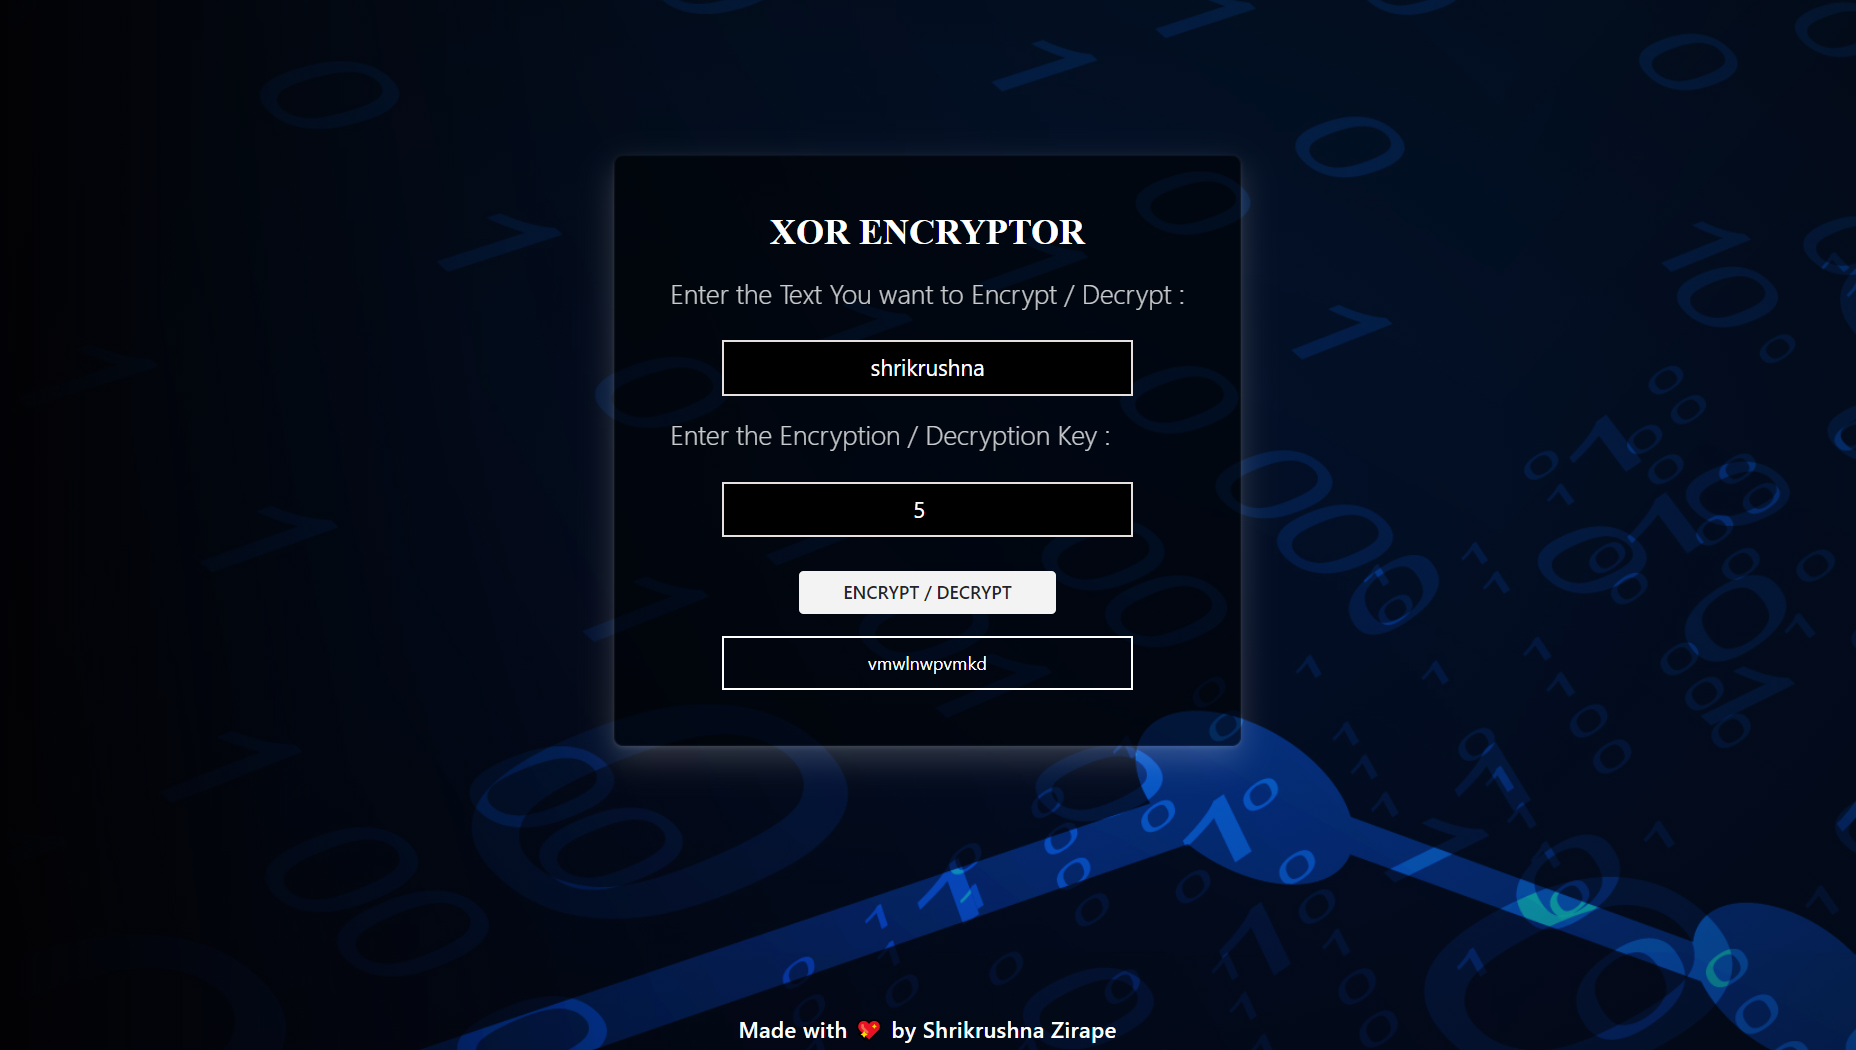 XOR ENCRYPTOR
Enter the Text You want to Encrypt / Decrypt :
shrikrushna
Enter the Encryption / Decryption Key :
5
ENCRYPT / DECRYPT
vmwlnwpvmkd
Made with 💖 by Shrikrushna Zirape